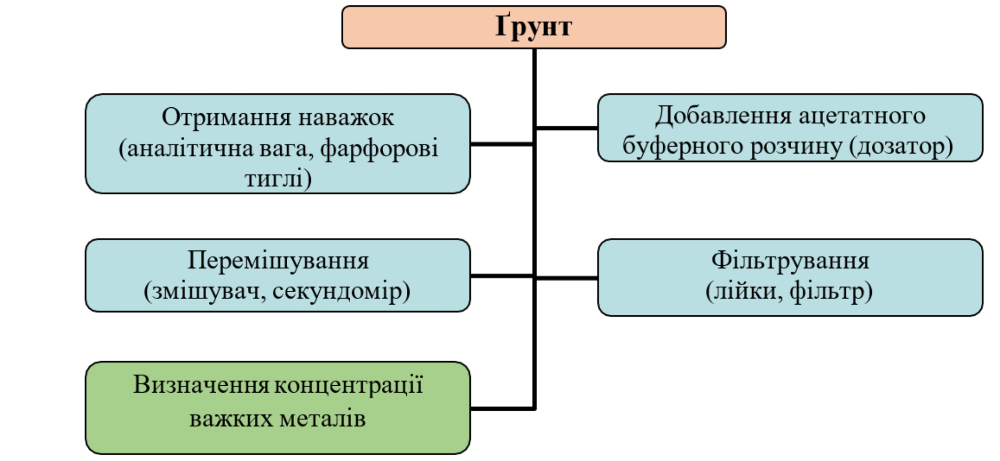 Ґрунт
Отримання наважок
(аналітична вага, фарфорові
тиглі)
Добавлення ацетатного
буферного розчину (дозатор)
Перемішування
(змішувач, секундомір)
Фільтрування
(лійки, фільтр)
Визначення концентрації
важких металів